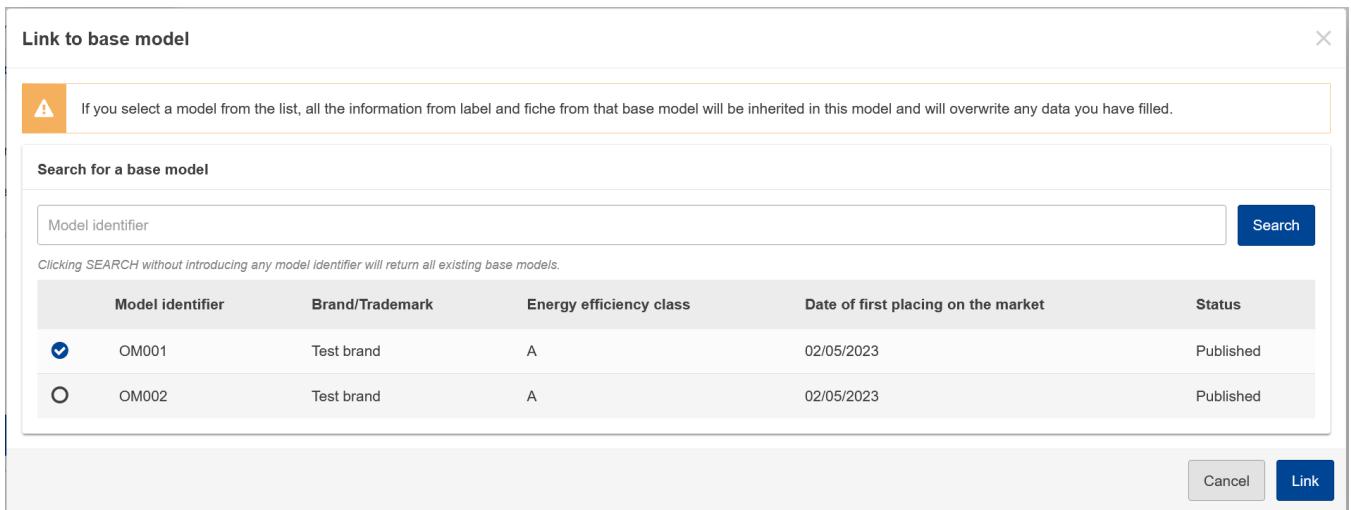 Link to base model
If you select a model from the list, all the information from label and fiche from that base model will be inherited in this model and will overwrite any data you have filled.
Search for a base model
Model identifier
Search
Clicking SEARCH without introducing any model identifier will return all existing base models.
Model identifier Brand/Trademark Energy efficiency class Date of first placing on the market Status
OM001 Test brand A 02/05/2023 Published
OM002 Test brand A 02/05/2023 Published
Cancel Link